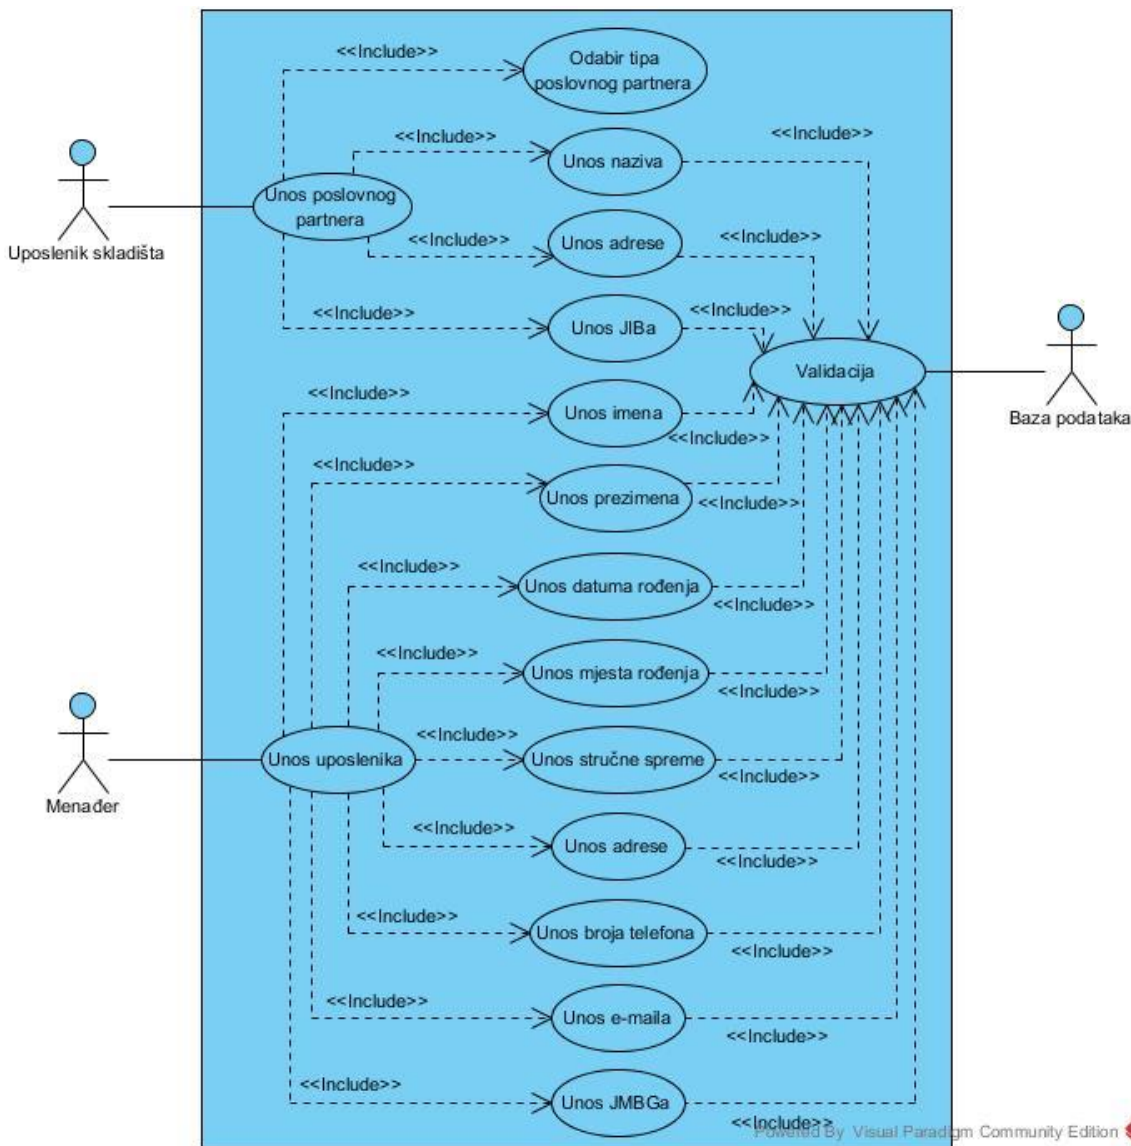 <<Include>>
Odabir tipa
poslovnog partnera
<<Include>>
<<Include>>
Unos naziva
Unos poslovnog
partnera
Uposlenik skladišta
Unos adrese
<<Include>>
<<Include>>
<<Include>>
Unos JIBa
<<Include>>
Validacija
Baza podataka
<<Include>>
Unos imena
<<Include>>
<<Include>>
Unos prezimena
<<Include>>
<<Include>>
Unos datuma rođenja
<<Include>>
<<Include>>
Unos mjesta rođenja
<<Include>>
Menađer
Unos uposlenika
<<Include>>
Unos stručne spreme
<<Include>>
<<Include>>
Unos adrese
<<Include>>
<<Include>>
Unos broja telefona
<<Include>>
<<Include>>
Unos e-maila
<<Include>>
<<Include>>
Unos JMBGa
<<Include>>
Powered By Visual Paradigm Community Edition